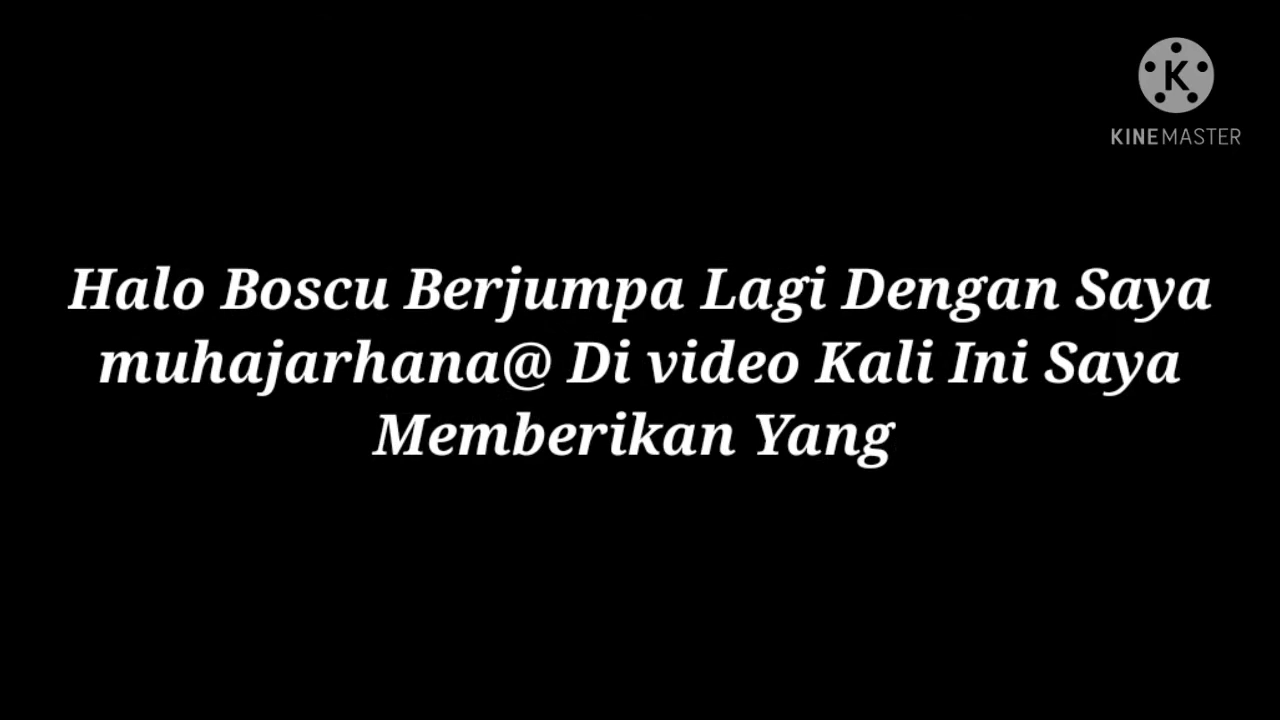 K
KINEMASTER
Halo Boscu Berjumpa Lagi Dengan Saya
muhajarhana@ Di video Kali Ini Saya
Memberikan Yang